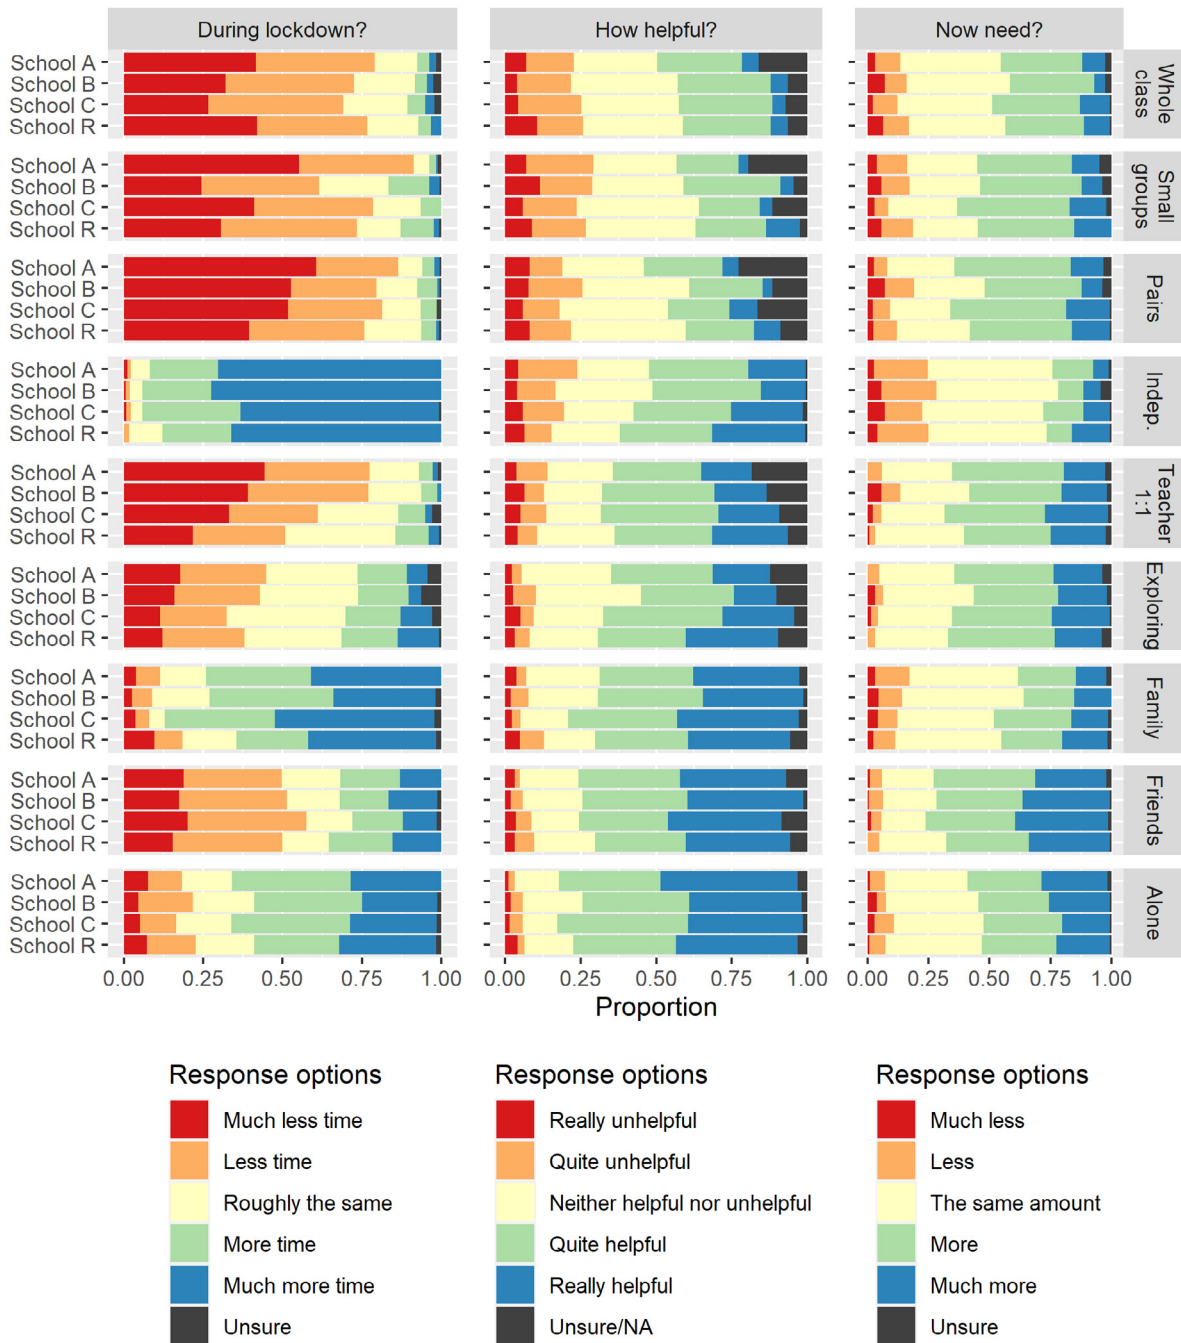 During lockdown? How helpful? Now need?
School A
School B
School C
School R
Whole
class
School A
School B
School C
School R
Small
groups
School A
School B
School C
School R
Pairs
School A
School B
School C
School R
Indep.
School A
School B
School C
School R
Teacher
1:1
School A
School B
School C
School R
Exploring
School A
School B
School C
School R
Family
School A
School B
School C
School R
Friends
School A
School B
School C
School R
Alone
0.00 0.25 0.50 0.75 1.00 0.00 0.25 0.50 0.75 1.00 0.00 0.25 0.50 0.75 1.00
Proportion
Response options
Much less time
Less time
Roughly the same
More time
Much more time
Unsure
Response options
Really unhelpful
Quite unhelpful
Neither helpful nor unhelpful
Quite helpful
Really helpful
Unsure/NA
Response options
Much less
Less
The same amount
More
Much more
Unsure